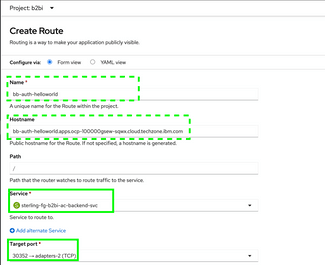 Project: b2bi
Create Route
Routing is a way to make your application publicly visible.
Configure via: Form view YAML view
Name *
bb-auth-helloworld
A unique name for the Route within the project.
Hostname
bb-auth-helloworld.apps.ocp-100000gsew-sqwx.cloud.techzone.ibm.com
Public hostname for the Route. If not specified, a hostname is generated.
Path
/
Path that the router watches to route traffic to the service.
Service *
S sterling-fg-b2bi-ac-backend-svc
Service to route to.
Add alternate Service
Target port *
30352 → adapters-2 (TCP)